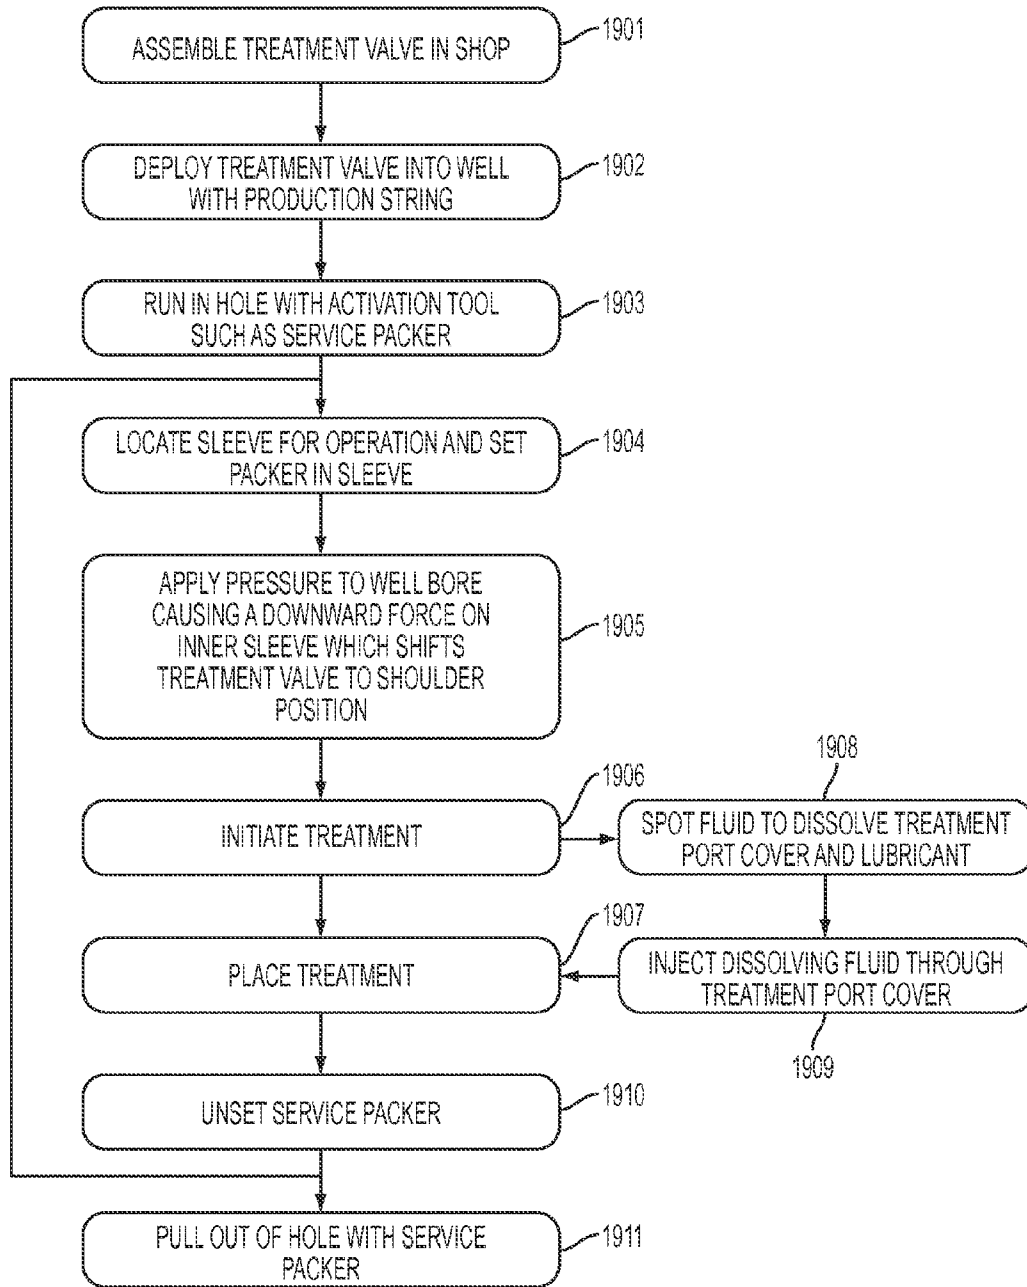 ASSEMBLE TREATMENT VALVE IN SHOP
1901
DEPLOY TREATMENT VALVE INTO WELL
WITH PRODUCTION STRING
1902
RUN IN HOLE WITH ACTIVATION TOOL
SUCH AS SERVICE PACKER
1903
LOCATE SLEEVE FOR OPERATION AND SET
PACKER IN SLEEVE
1904
APPLY PRESSURE TO WELL BORE
CAUSING A DOWNWARD FORCE ON
INNER SLEEVE WHICH SHIFTS
TREATMENT VALVE TO SHOULDER
POSITION
1905
INITIATE TREATMENT
1906
1908
SPOT FLUID TO DISSOLVE TREATMENT
PORT COVER AND LUBRICANT
PLACE TREATMENT
1907
INJECT DISSOLVING FLUID THROUGH
TREATMENT PORT COVER
1909
UNSET SERVICE PACKER
1910
PULL OUT OF HOLE WITH SERVICE
PACKER
1911